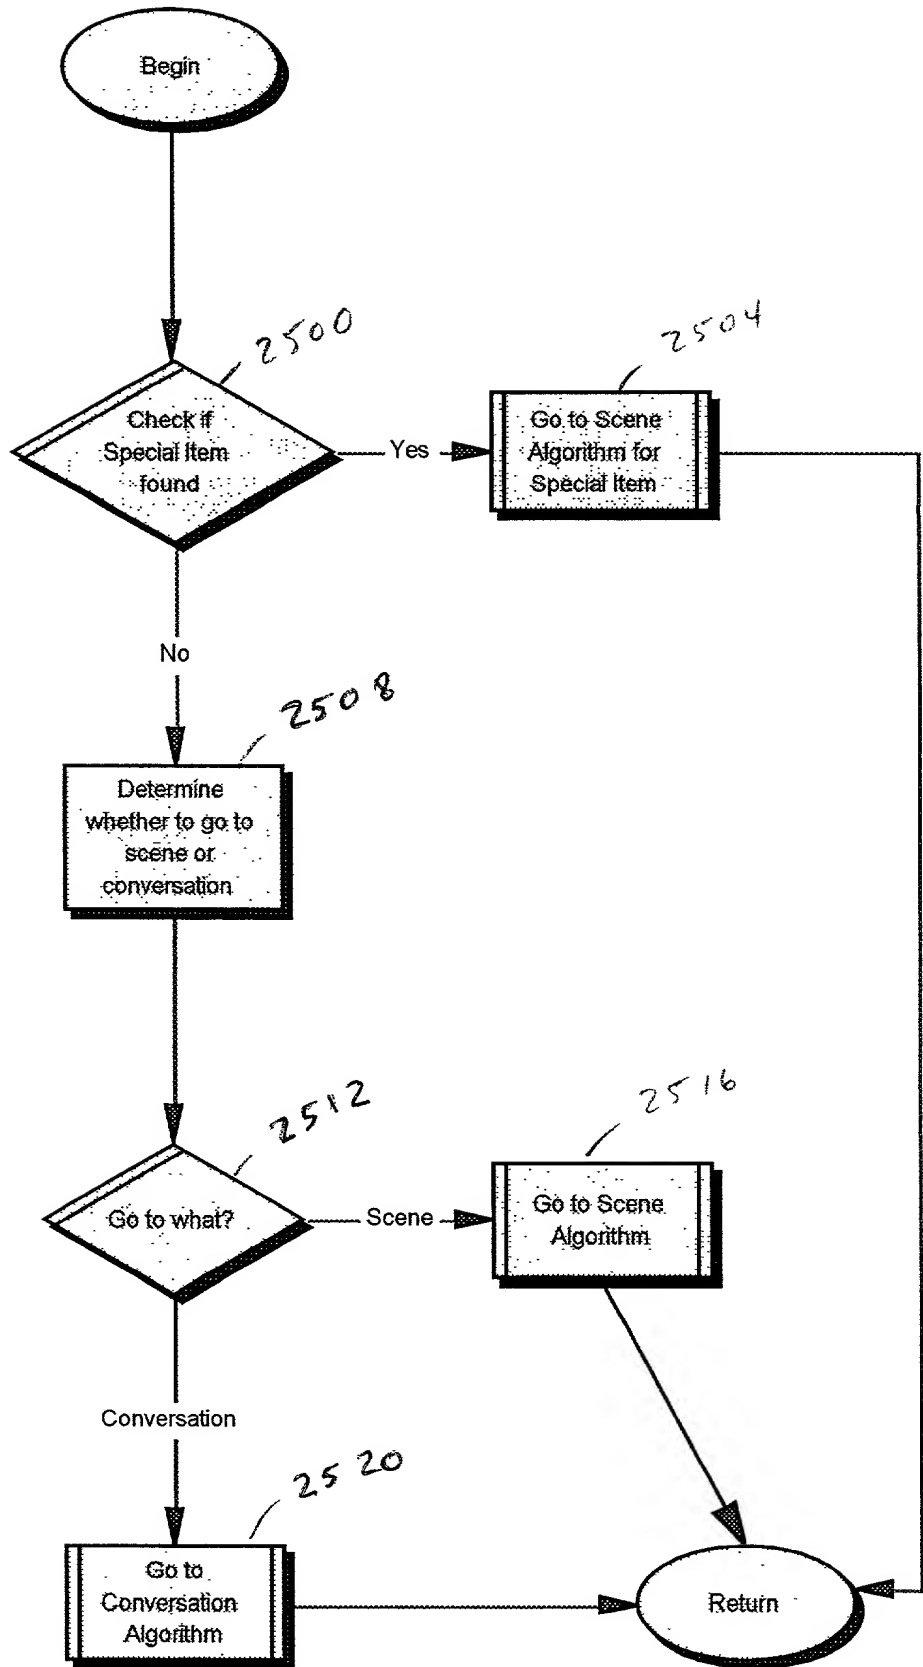 Begin
2500
2504
Check if
Special Item
found
Yes
Go to Scene
Algorithm for
Special Item
No
2508
Determine
whether to go to
scene or
conversation
2512
2516
Go to what?
Scene
Go to Scene
Algorithm
Conversation
2520
Go to
Conversation
Algorithm
Return